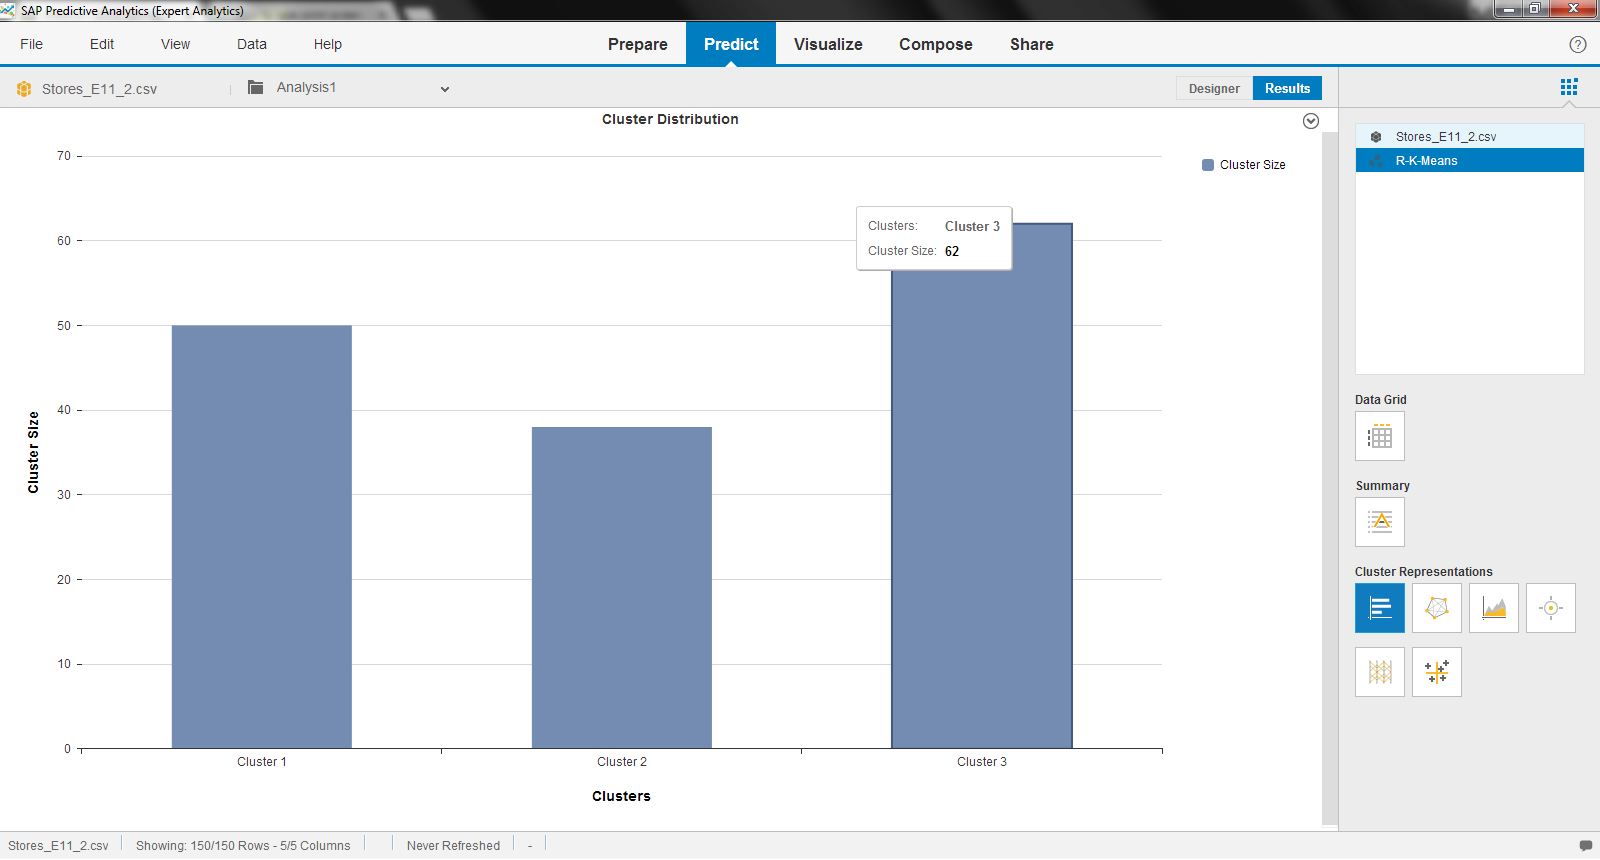 SAP Predictive Analytics (Expert Analytics)
File Edit View Data Help Prepare Predict Visualize Compose Share ?
Stores_E11_2.csv Analysis1 Designer Results
Cluster Distribution
Cluster Size
70
60
50
40
30
20
10
0
Cluster Size
Clusters: Cluster 3
Cluster Size: 62
Cluster 1 Cluster 2 Cluster 3
Clusters
Stores_E11_2.csv
R-K-Means
Data Grid
Summary
Cluster Representations
Stores_E11_2.csv Showing: 150/150 Rows - 5/5 Columns Never Refreshed -